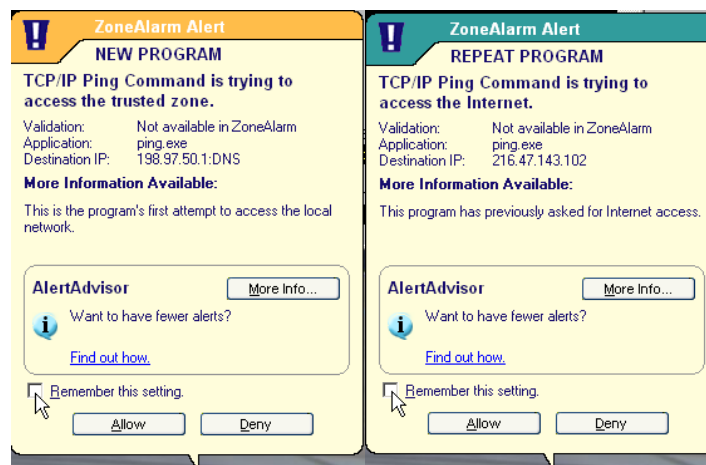 ZoneAlarm Alert
NEW PROGRAM
TCP/IP Ping Command is trying to
access the trusted zone.
Validation: Not available in ZoneAlarm
Application: ping.exe
Destination IP: 198.97.50.1:DNS
More Information Available:
This is the program's first attempt to access the local
network.
AlertAdvisor More Info...
Want to have fewer alerts?
Find out how.
Remember this setting.
Allow Deny
ZoneAlarm Alert
REPEAT PROGRAM
TCP/IP Ping Command is trying to
access the Internet.
Validation: Not available in ZoneAlarm
Application: ping.exe
Destination IP: 216.47.143.102
More Information Available:
This program has previously asked for Internet access.
AlertAdvisor More Info...
Want to have fewer alerts?
Find out how.
Remember this setting.
Allow Deny